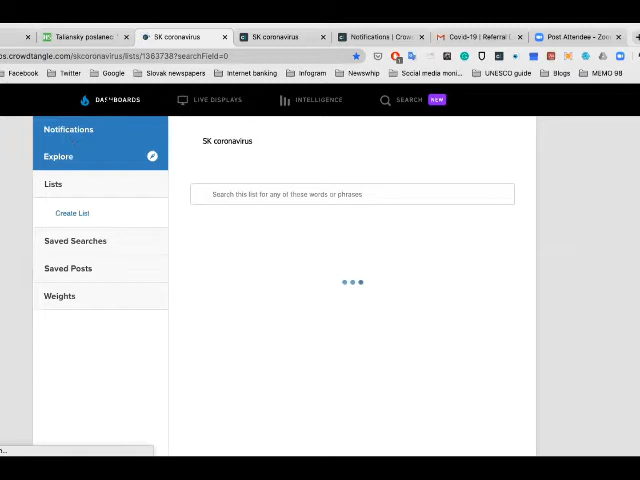 Taliansky poslanec
SK coronavirus
SK coronavirus
Notifications | Crow
Covid-19 | Referral (
Post Attendee - Zoo
os.crowdtangle.com/skcoronavirus/lists/1363738?searchField=0
Facebook
Twitter
Google
Slovak newspapers
Internet banking
Infogram
Newswhip
Social media moni...
UNESCO guide
Blogs
MEMO 98
DASHBOARDS
LIVE DISPLAYS
INTELLIGENCE
SEARCH
NEW
Notifications
Explore
Lists
Create List
Saved Searches
Saved Posts
Weights
SK coronavirus
Search this list for any of these words or phrases